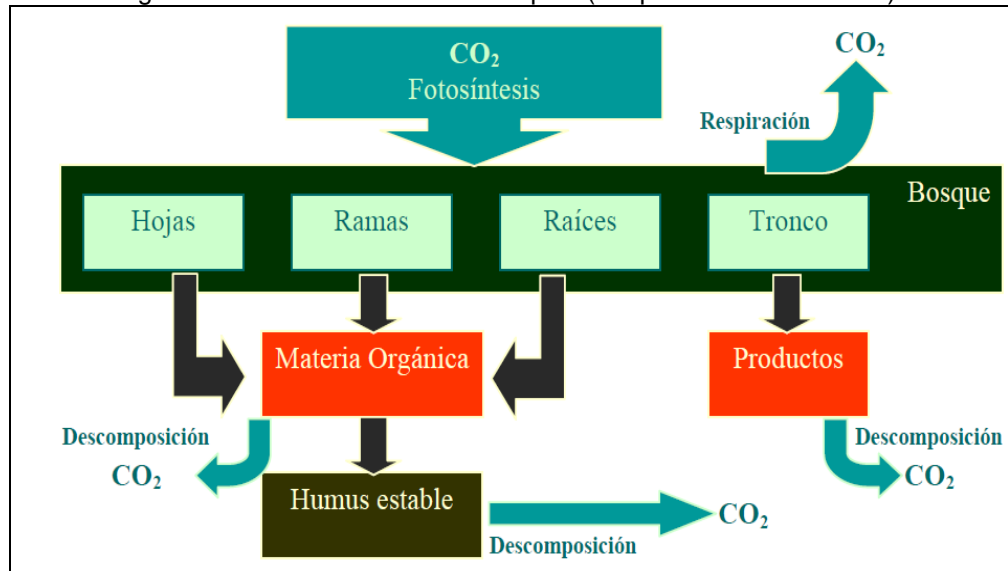 CO₂
Fotosíntesis
CO₂
Respiración
Bosque
Hojas
Ramas
Raíces
Tronco
Materia Orgánica
Productos
Descomposición
CO₂
Descomposición
CO₂
Humus estable
CO₂
Descomposición